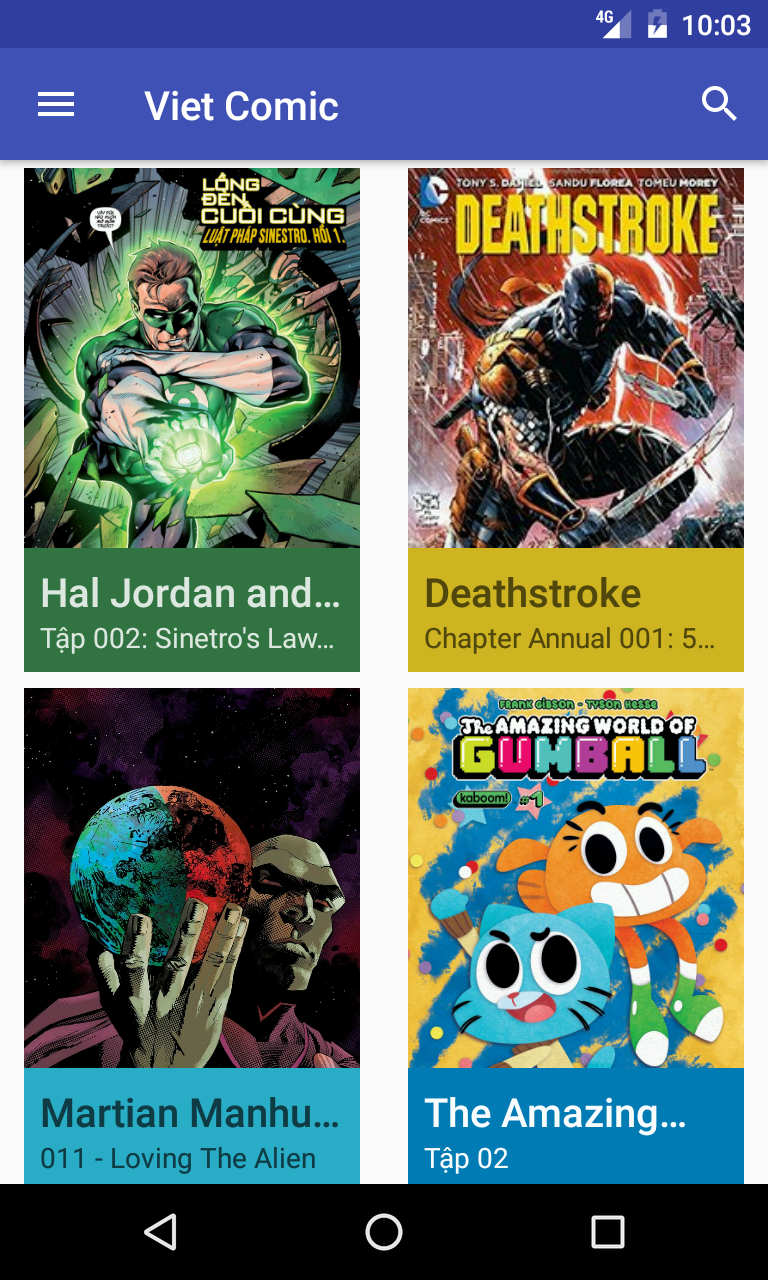 4G 10:03
Viet Comic
LỒNG
ĐÈN
CUỐI CÙNG
LUẬT PHÁP SINESTRO. HỒI 1.
DC
COMICS
TONY S. DANIEL SANDU FLOREA TOMEU MOREY
DEATHSTROKE
Hal Jordan and...
Tập 002: Sinetro's Law...
Deathstroke
Chapter Annual 001: 5...
FRANK GIBSON - TYSON HESSE
The AMAZING WORLD OF
GUMBALL
kaboom! #1
Martian Manhu...
011 - Loving The Alien
The Amazing...
Tập 02